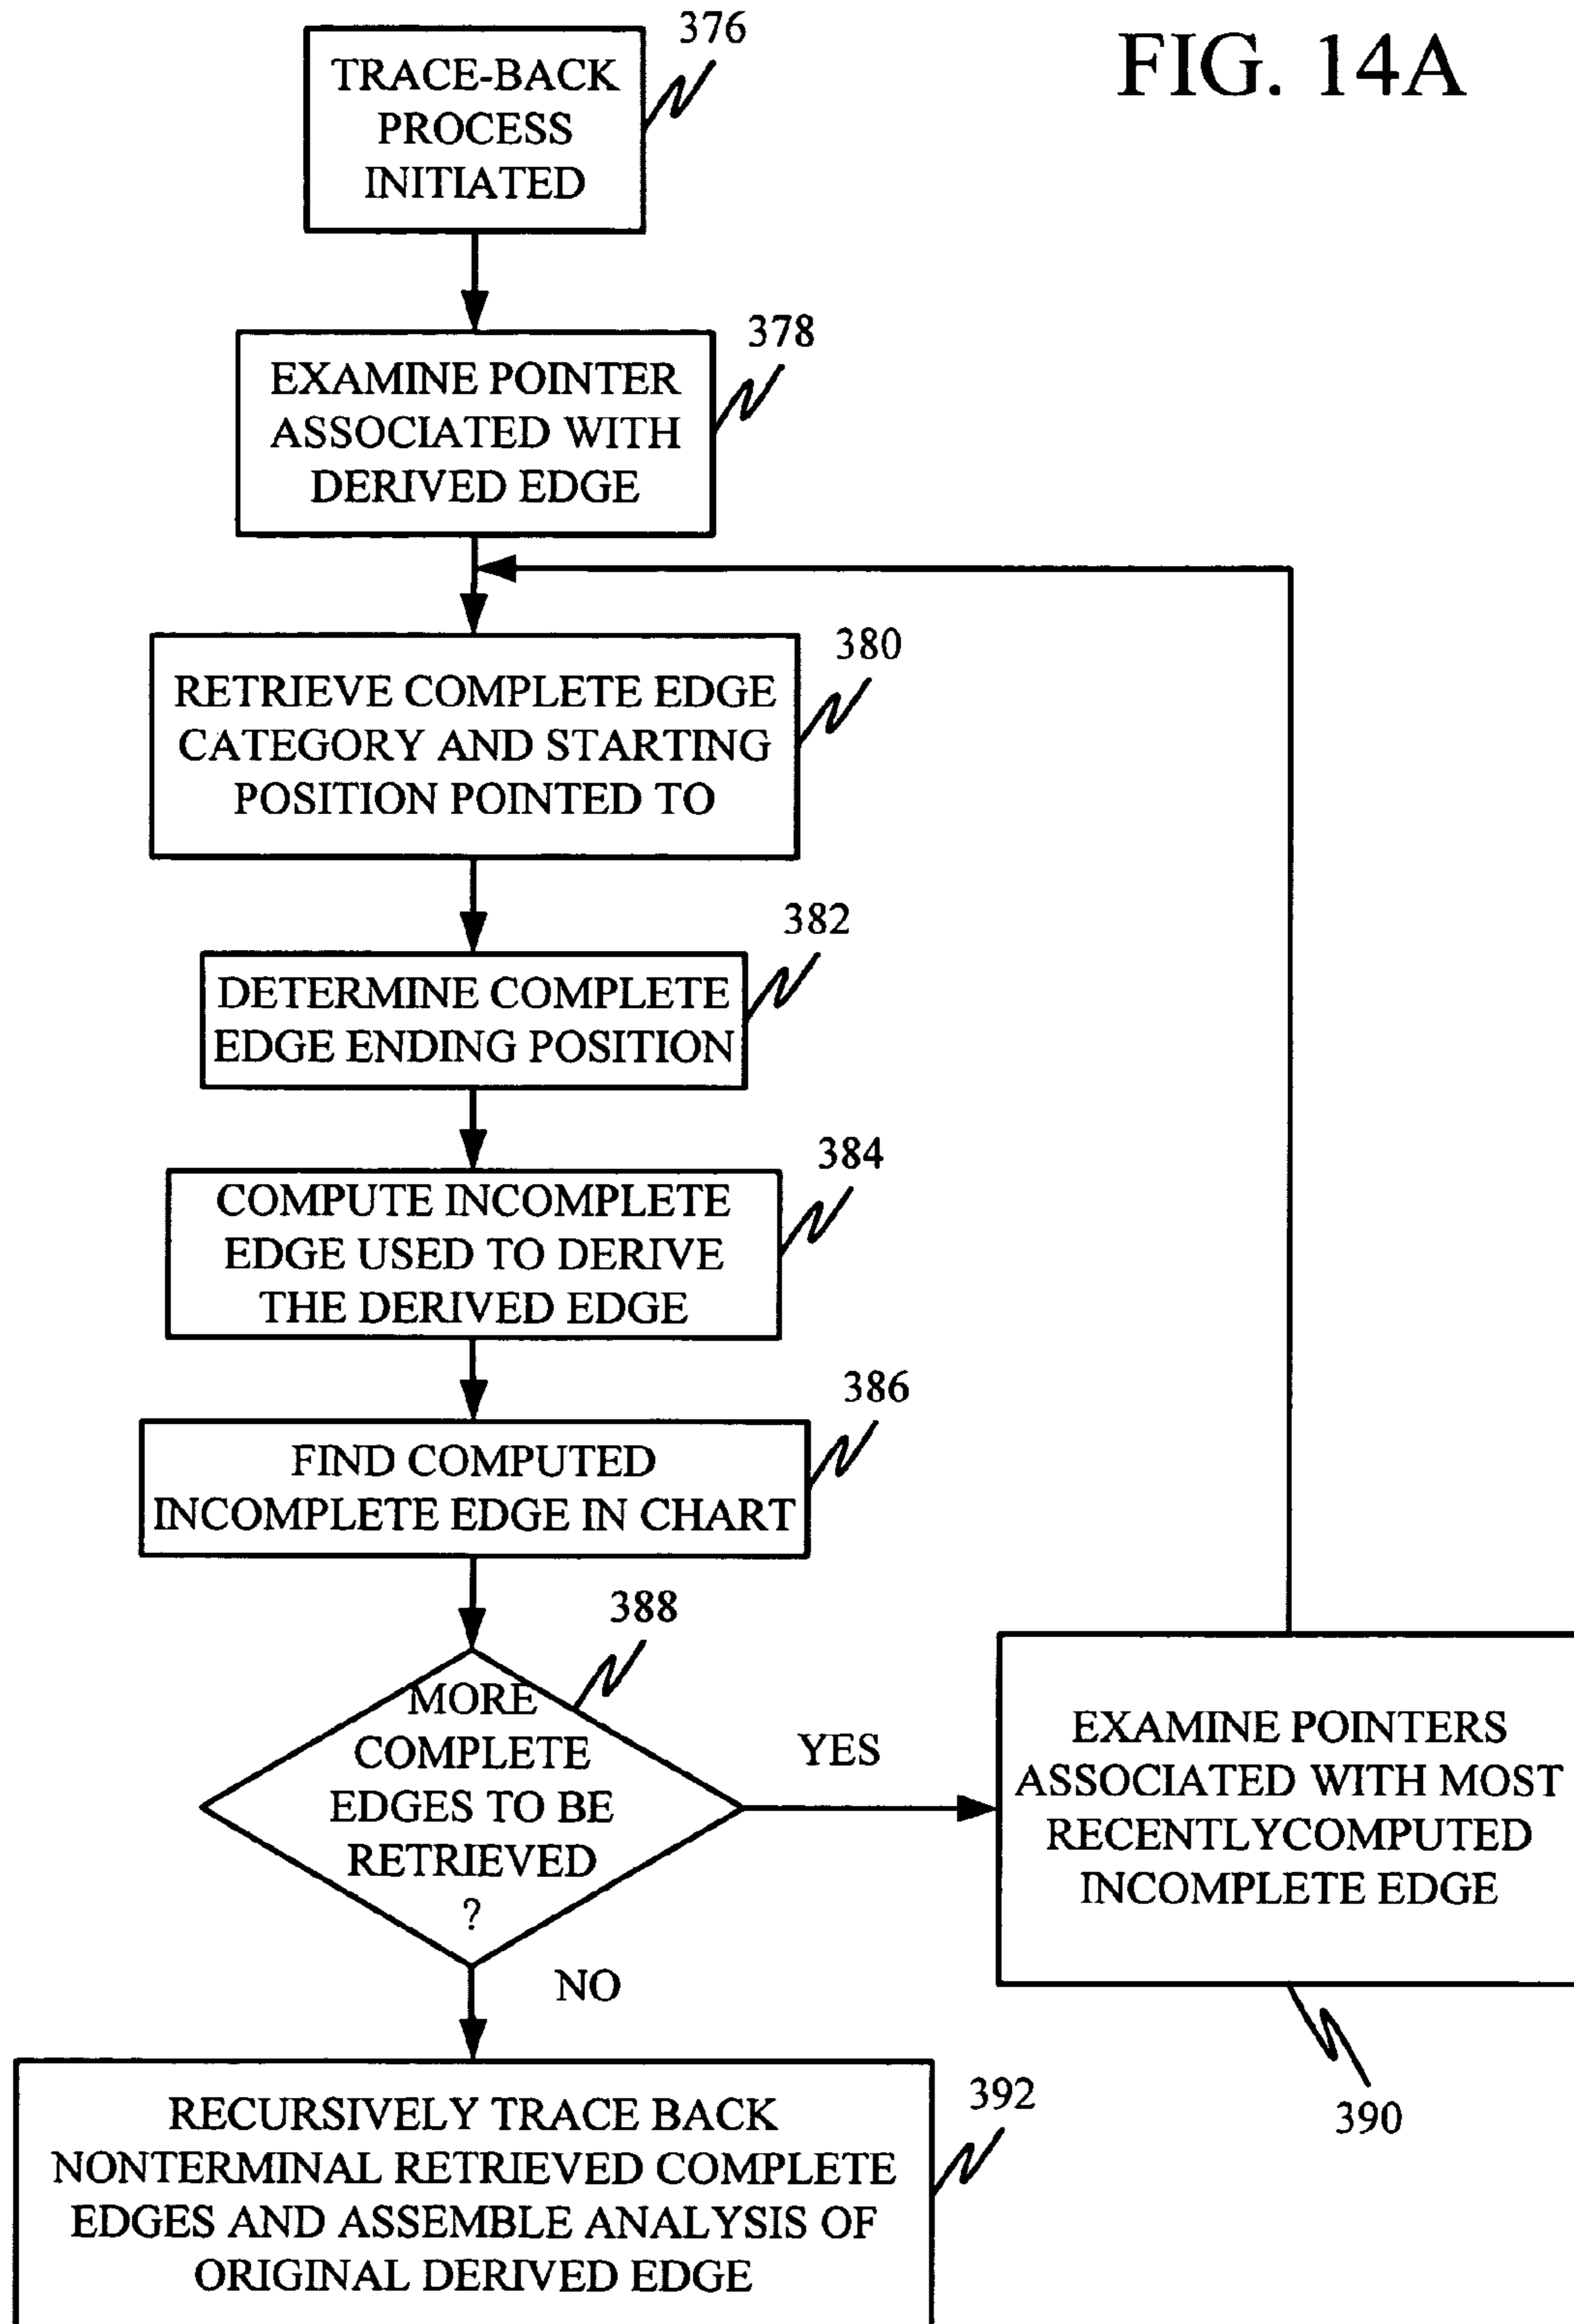 FIG. 14A
376
TRACE-BACK
PROCESS
INITIATED
378
EXAMINE POINTER
ASSOCIATED WITH
DERIVED EDGE
380
RETRIEVE COMPLETE EDGE
CATEGORY AND STARTING
POSITION POINTED TO
382
DETERMINE COMPLETE
EDGE ENDING POSITION
384
COMPUTE INCOMPLETE
EDGE USED TO DERIVE
THE DERIVED EDGE
386
FIND COMPUTED
INCOMPLETE EDGE IN CHART
388
MORE
COMPLETE
EDGES TO BE
RETRIEVED
?
YES
NO
EXAMINE POINTERS
ASSOCIATED WITH MOST
RECENTLYCOMPUTED
INCOMPLETE EDGE
390
392
RECURSIVELY TRACE BACK
NONTERMINAL RETRIEVED COMPLETE
EDGES AND ASSEMBLE ANALYSIS OF
ORIGINAL DERIVED EDGE